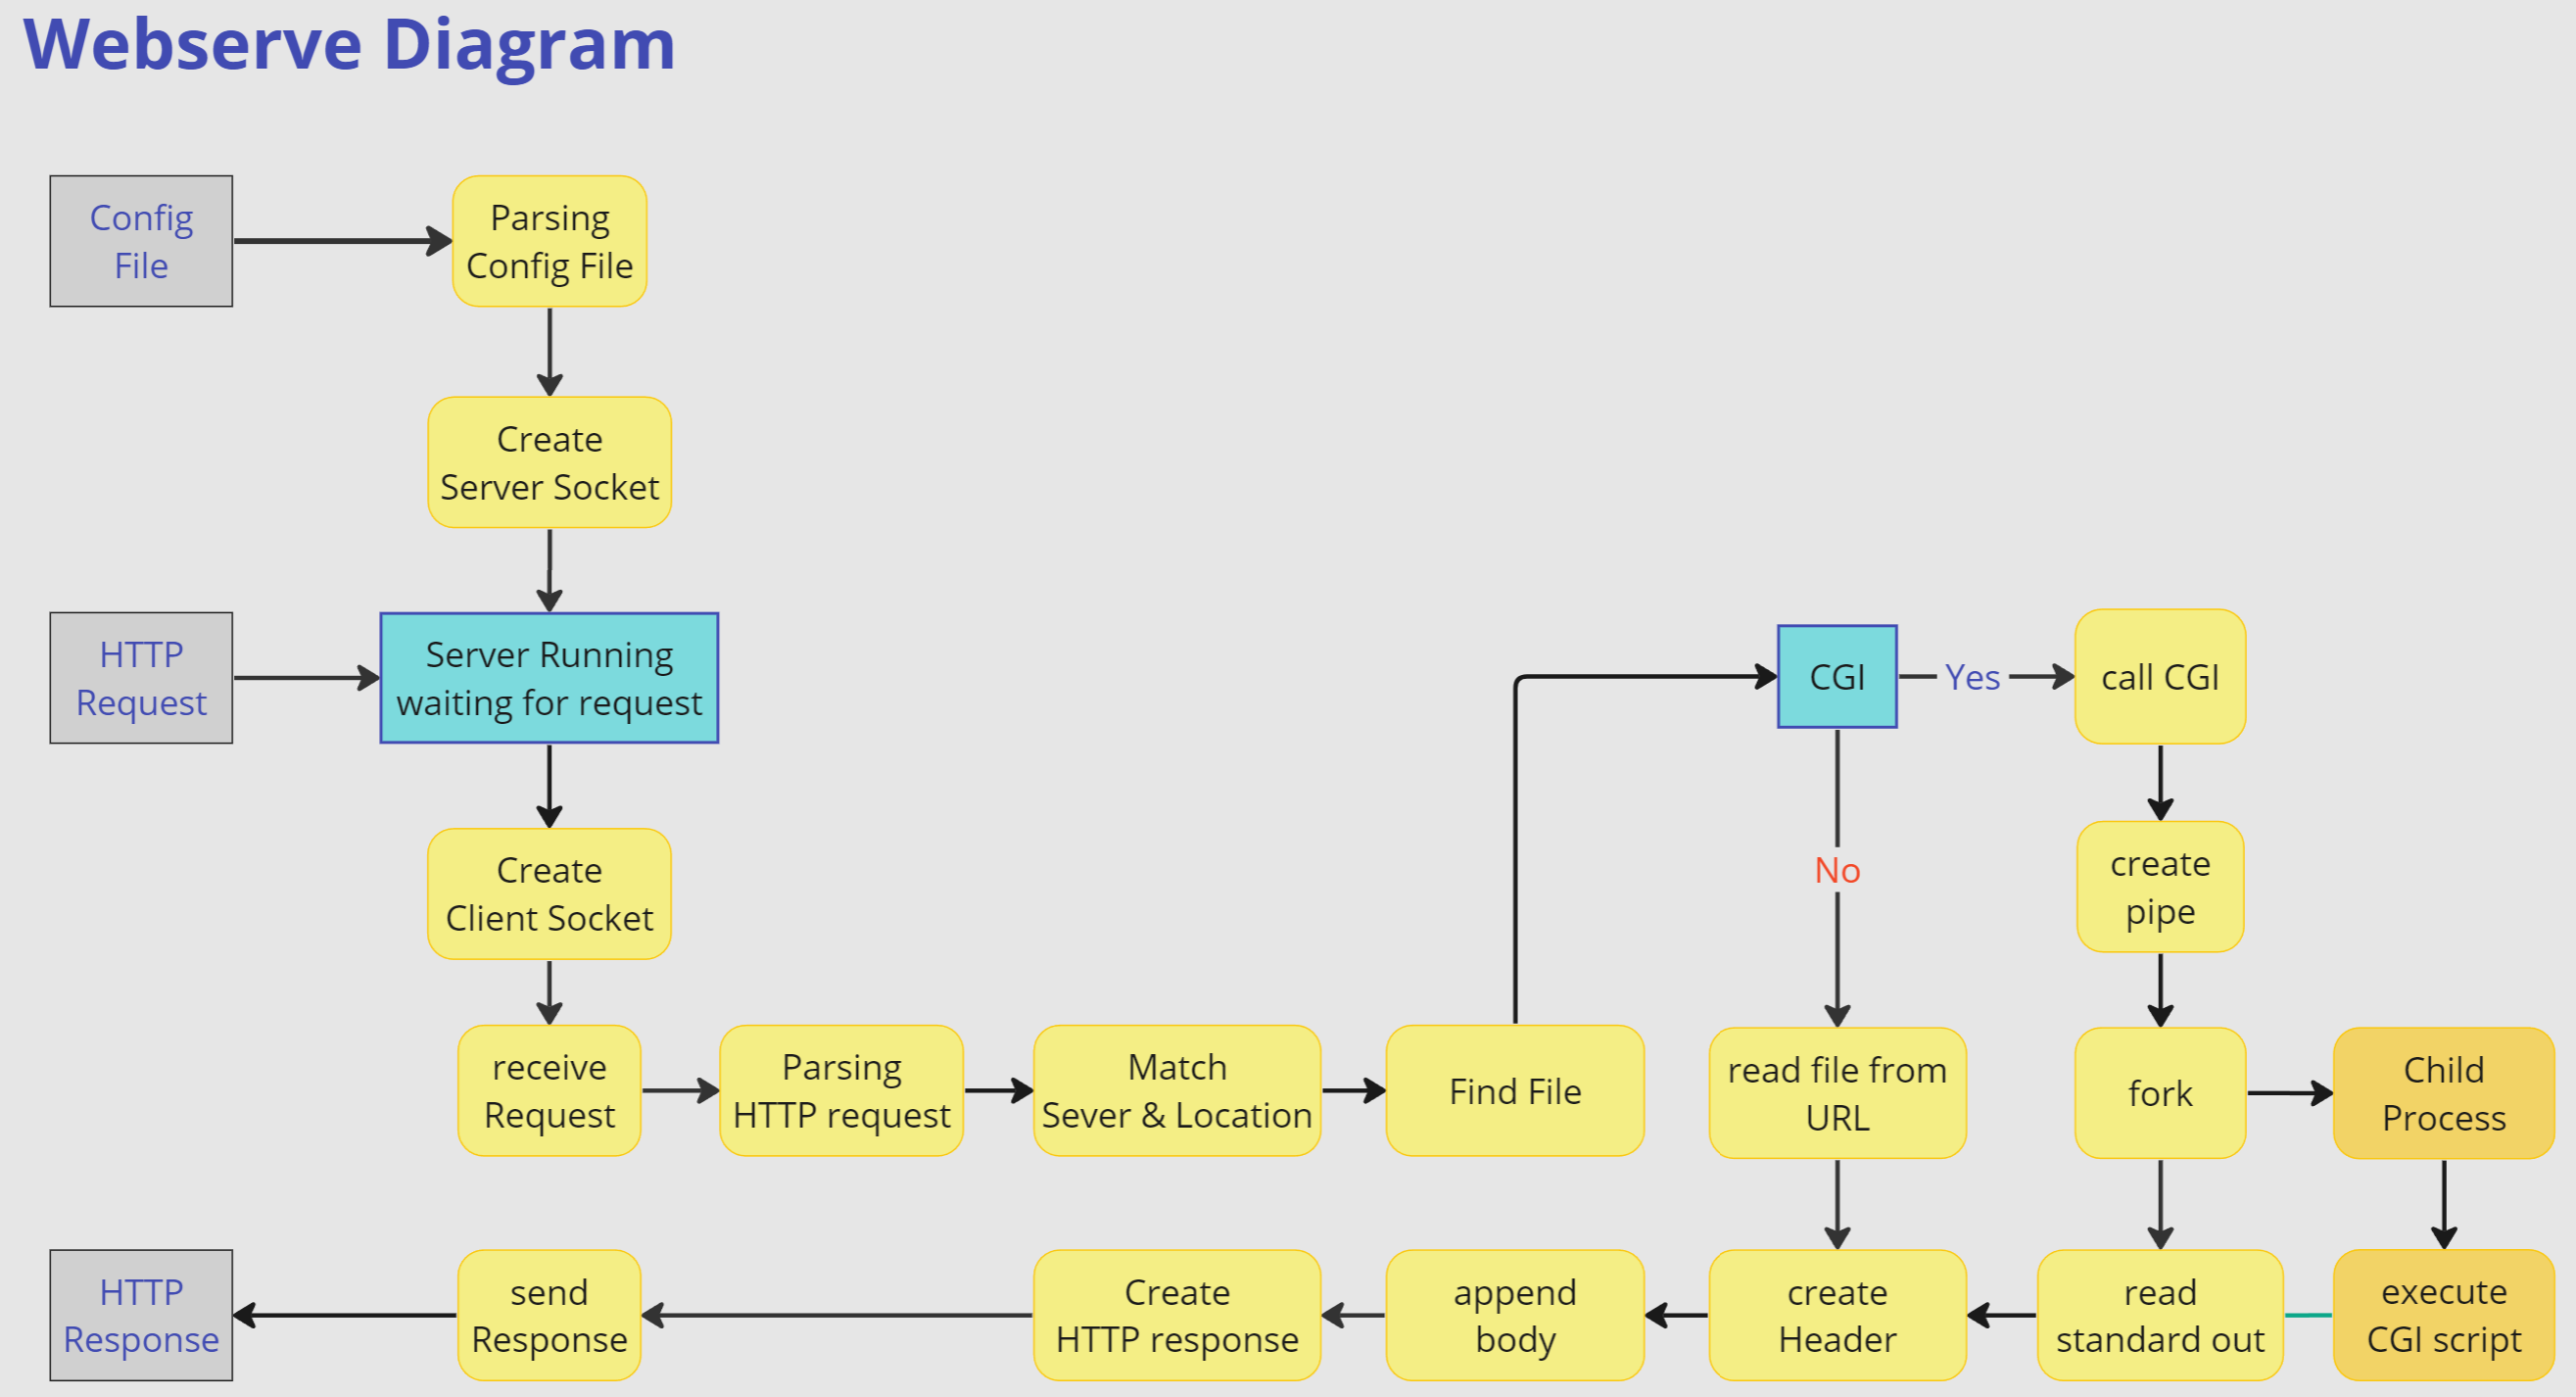 Webserve Diagram
Config
File
Parsing
Config File
Create
Server Socket
HTTP
Request
Server Running
waiting for request
CGI
Yes
call CGI
Create
Client Socket
No
create
pipe
receive
Request
Parsing
HTTP request
Match
Sever & Location
Find File
read file from
URL
fork
Child
Process
HTTP
Response
send
Response
Create
HTTP response
append
body
create
Header
read
standard out
execute
CGI script